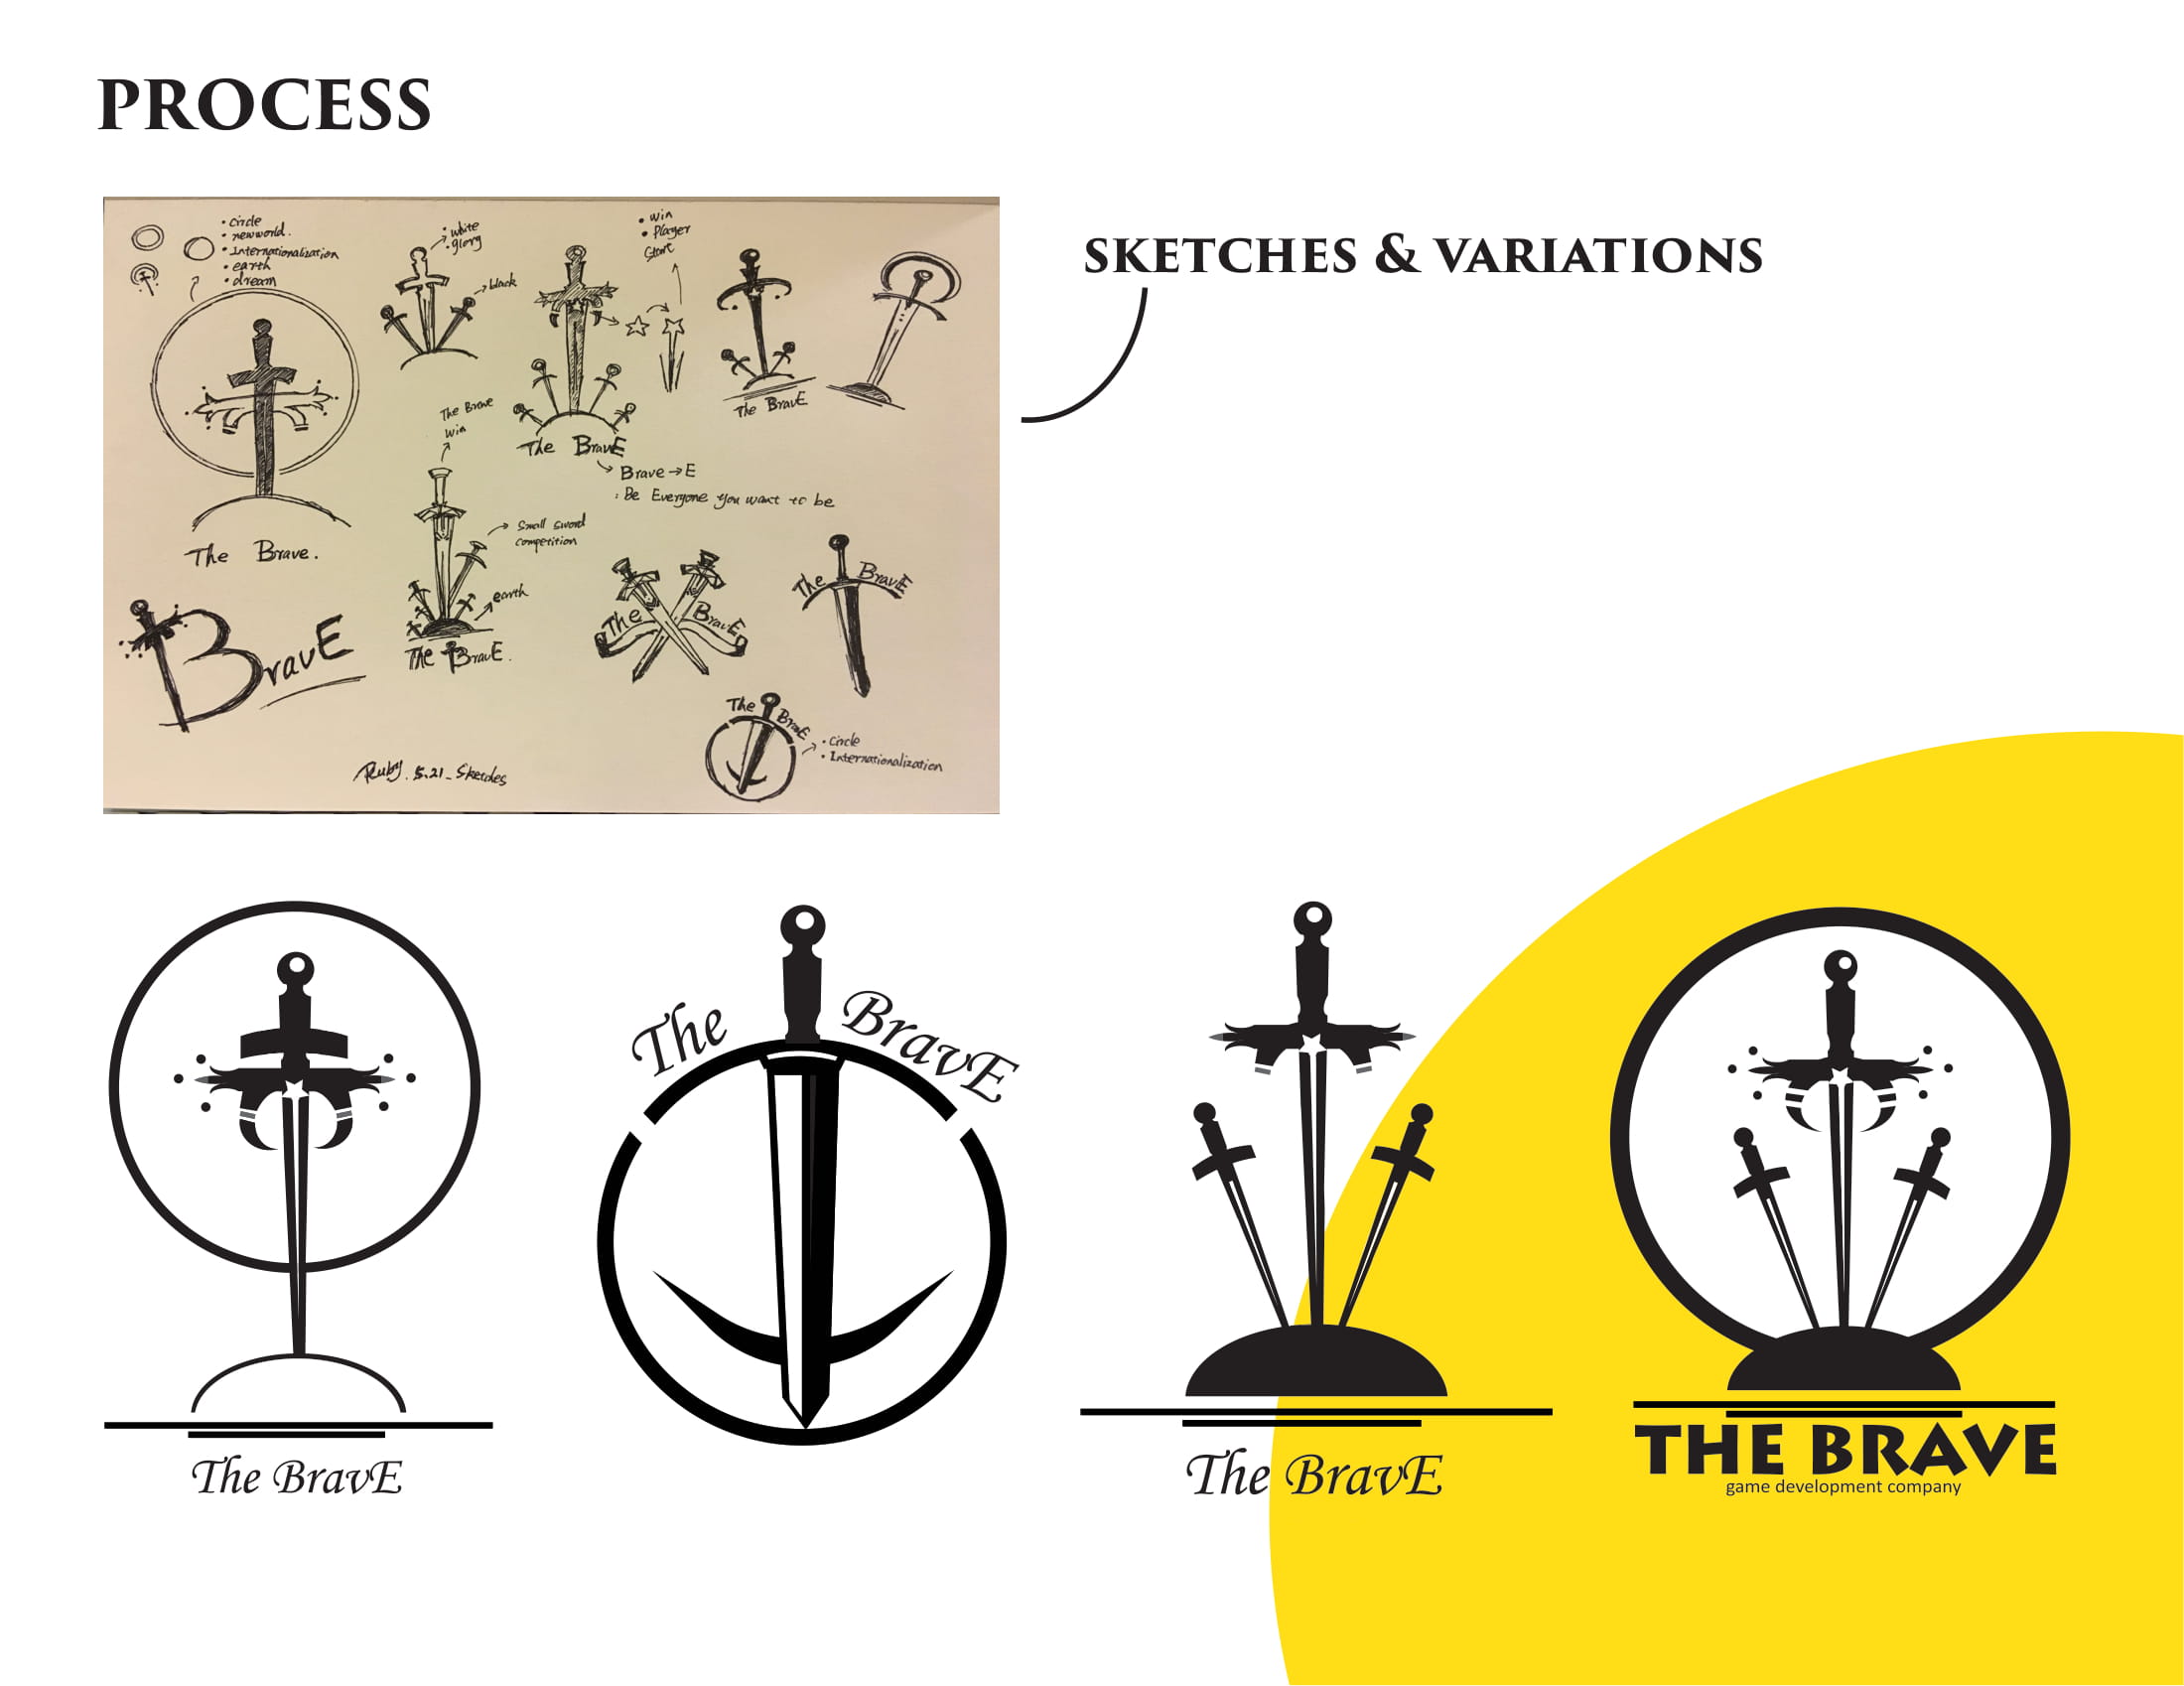 PROCESS
SKETCHES & VARIATIONS
• circle
• newworld.
• Internationalization
• earth
• dream
• white
• glory
black
• win
• Player
Start
The BravE
The Brave
win
The BravE
Brave → E
: Be Everyone you want to be
Small sword
competition
earth
The Brave.
The BravE.
The BravE
The BravE
BravE
The BravE
• Circle
• Internationalization
Ruby. 5.21_Sketches
The BravE
The BravE
The BravE
THE BRAVE
game development company